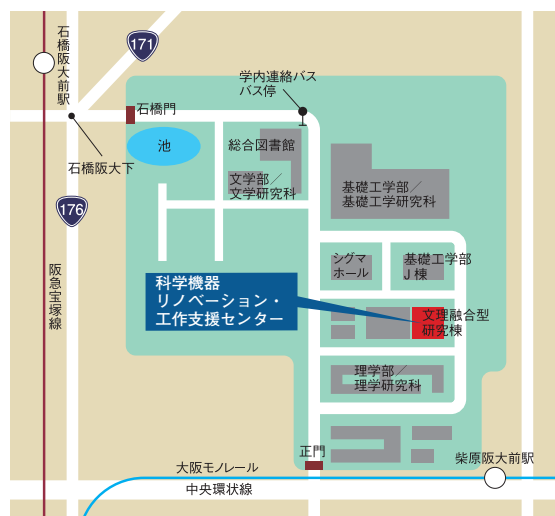 171
石橋阪大前駅
学内連絡バス
バス停
石橋門
池
総合図書館
石橋阪大下
文学部／
文学研究科
基礎工学部／
基礎工学研究科
176
シグマ
ホール
基礎工学部
J棟
阪急宝塚線
科学機器
リノベーション・
工作支援センター
文理融合型
研究棟
理学部／
理学研究科
正門
柴原阪大前駅
大阪モノレール
中央環状線